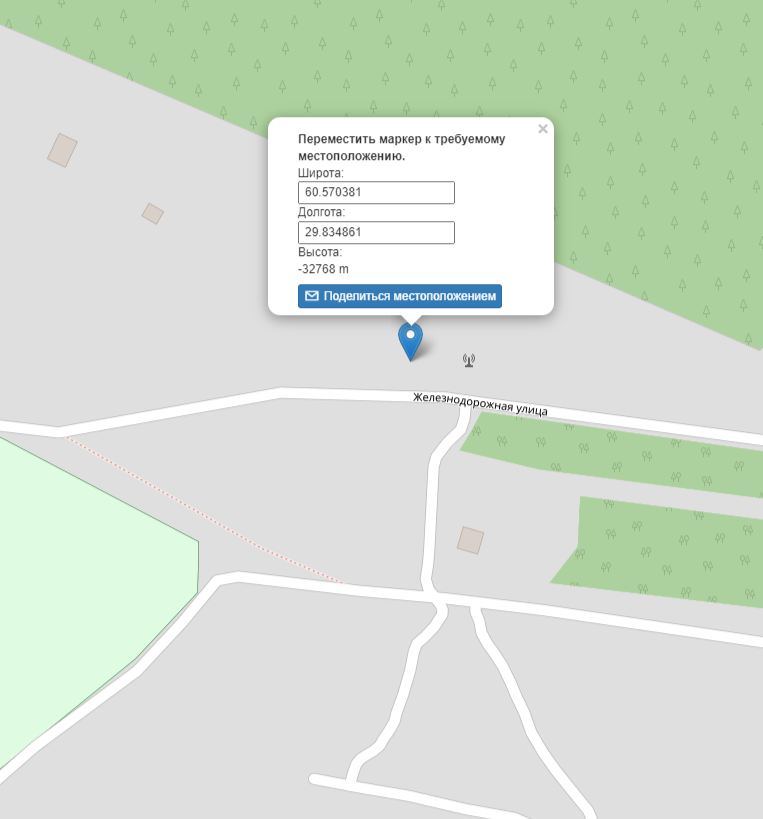 Переместить маркер к требуемому
местоположению.
Широта:
60.570381
Долгота:
29.834861
Высота:
-32768 m
Поделиться местоположением
Железнодорожная улица